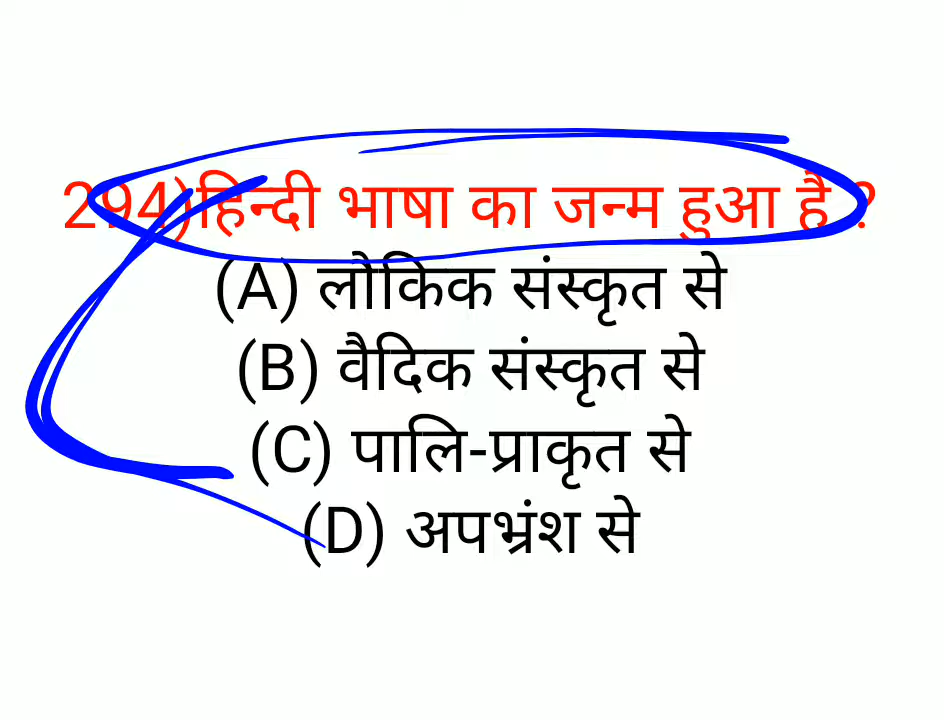 294)हिन्दी भाषा का जन्म हुआ है ?
(A) लौकिक संस्कृत से
(B) वैदिक संस्कृत से
(C) पालि-प्राकृत से
(D) अपभ्रंश से